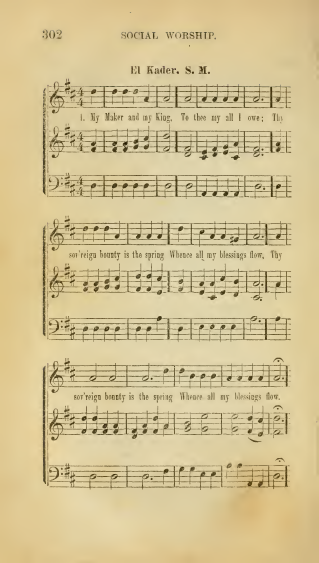 302 SOCIAL WORSHIP.
El Kader. S. M.
1. My Maker and my King, To thee my all I owe; Thy
sov'reign bounty is the spring Whence all my blessings flow, Thy
sov'reign bounty is the spring Whence all my blessings flow.